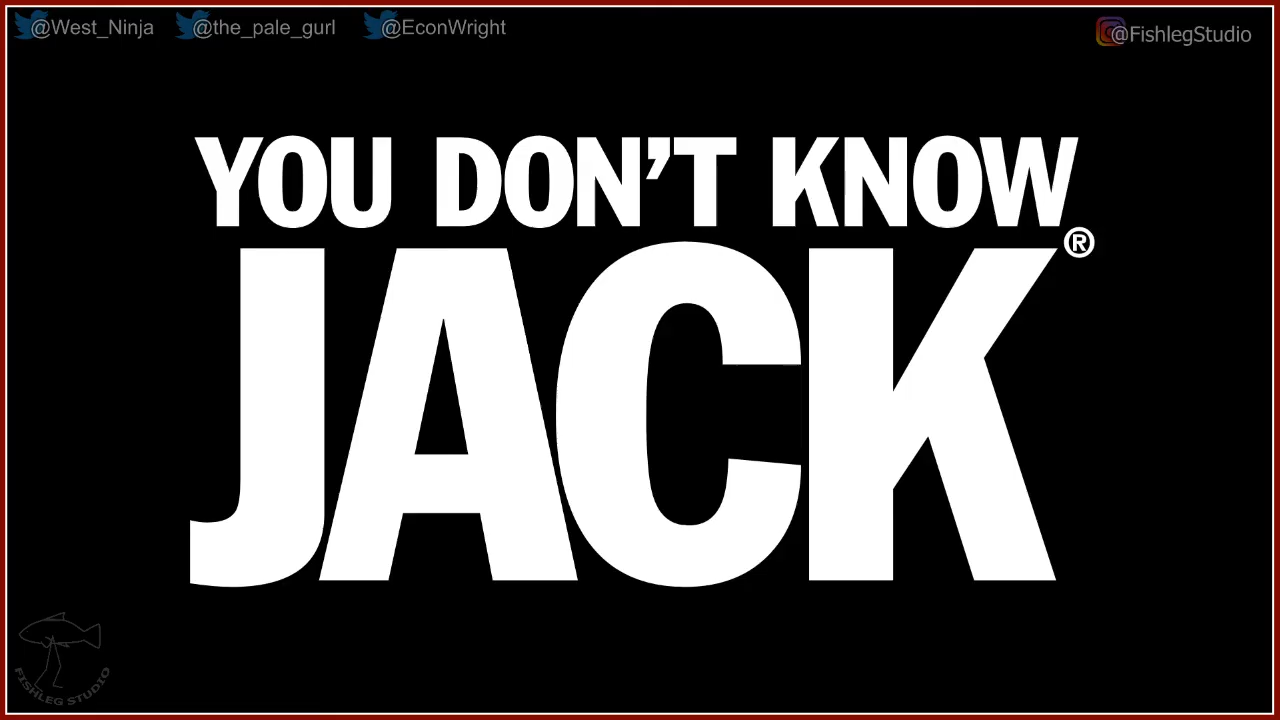 @West_Ninja @the_pale_gurl @EconWright
@FishlegStudio
YOU DON'T KNOW
JACK®
FISHLEG STUDIO